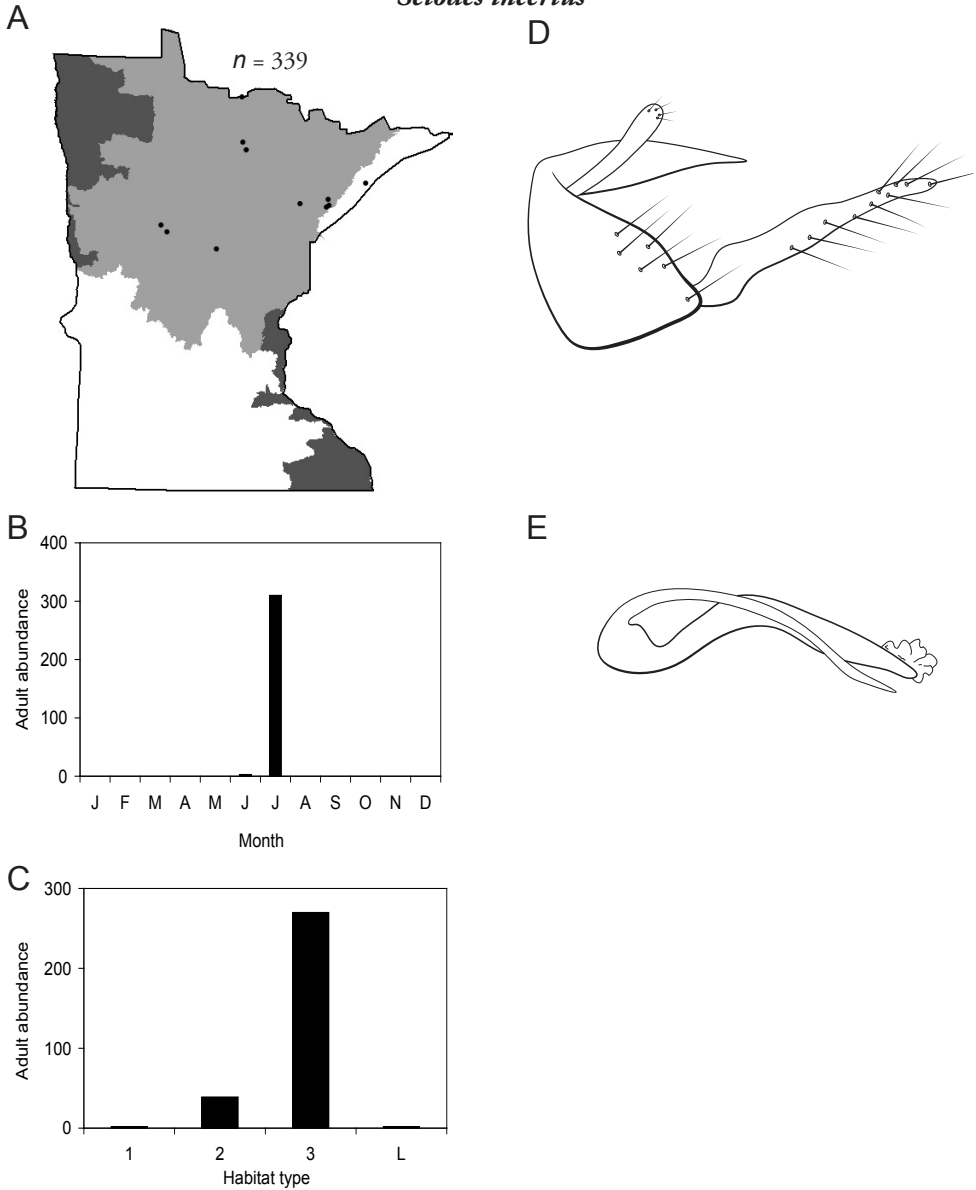 Setodes incertus
A
n = 339
D
B
400
300
200
100
0
Adult abundance
J F M A M J J A S O N D
Month
E
C
300
200
100
0
Adult abundance
1 2 3 L
Habitat type